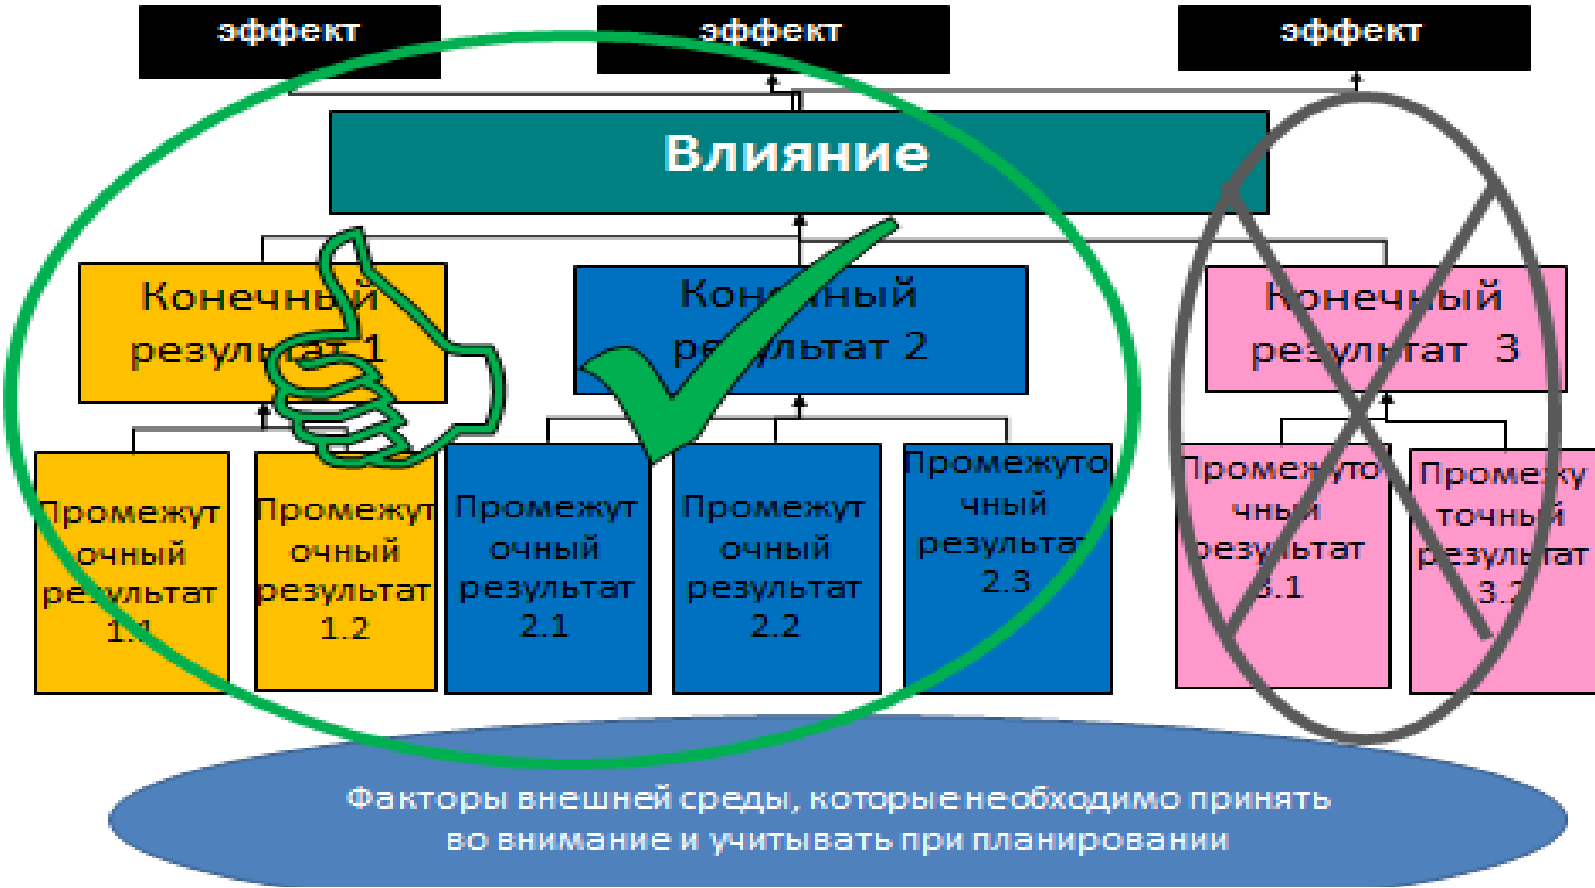 эффект
эффект
эффект
Влияние
Конечный
результат 1
Конечный
результат 2
Конечный
результат 3
Промежут
очный
результат
1.1
Промежут
очный
результат
1.2
Промежут
очный
результат
2.1
Промежут
очный
результат
2.2
Промежуто
чный
результат
2.3
Промежуто
чный
результат
3.1
Промежу
точный
результат
3.2
Факторы внешней среды, которые необходимо принять
во внимание и учитывать при планировании